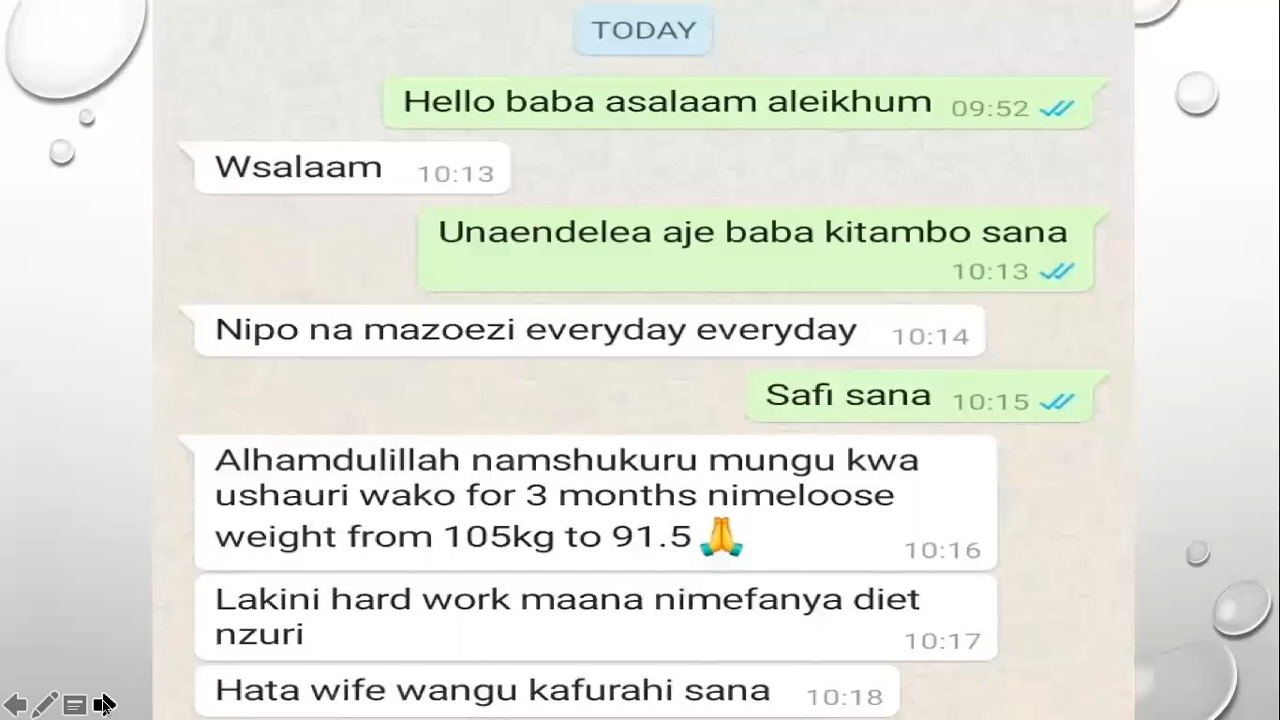 TODAY
Hello baba asalaam aleikhum 09:52
Wsalaam 10:13
Unaendelea aje baba kitambo sana
10:13
Nipo na mazoezi everyday everyday 10:14
Safi sana 10:15
Alhamdulillah namshukuru mungu kwa
ushauri wako for 3 months nimeloose
weight from 105kg to 91.5🙏
10:16
Lakini hard work maana nimefanya diet
nzuri 10:17
Hata wife wangu kafurahi sana 10:18